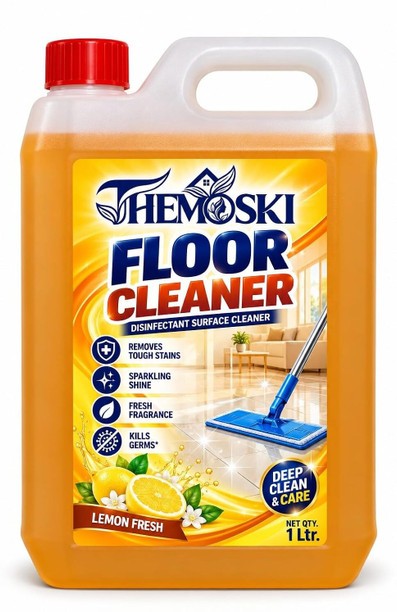 THEMOSKI
FLOOR
CLEANER
DISINFECTANT SURFACE CLEANER
REMOVES
TOUGH STAINS
SPARKLING
SHINE
FRESH
FRAGRANCE
KILLS
GERMS*
DEEP
CLEAN
& CARE
LEMON FRESH
NET QTY.
1 Ltr.